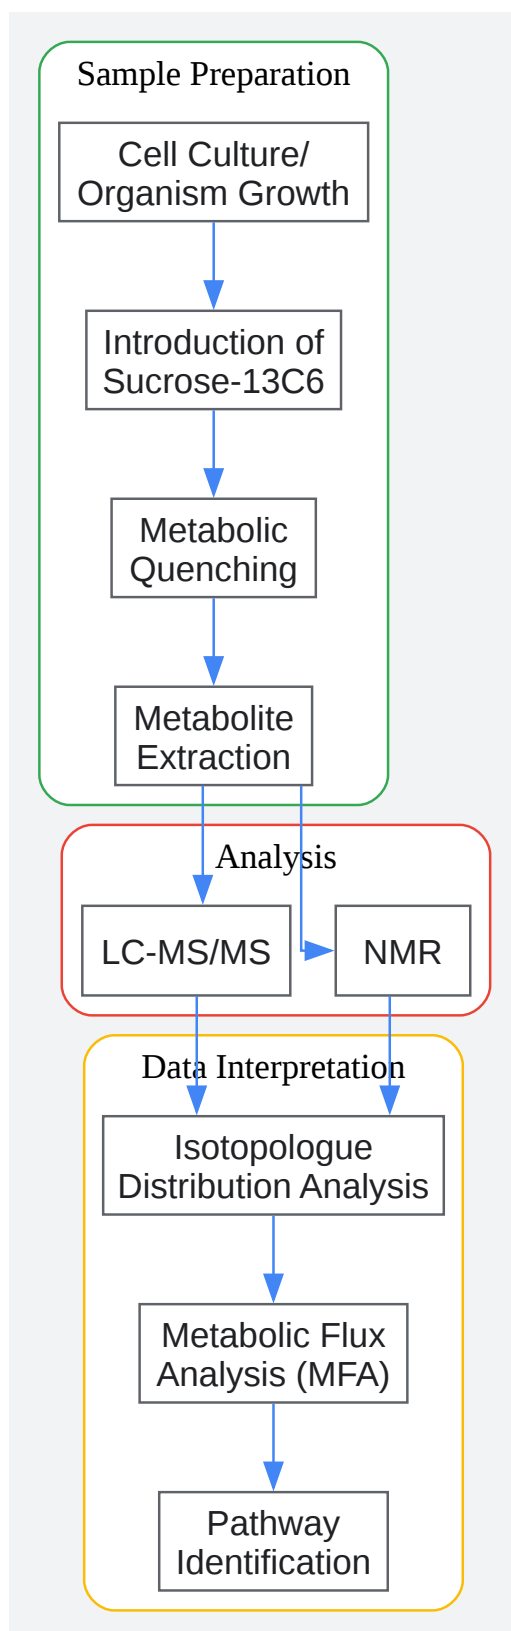 Sample Preparation
Cell Culture/
Organism Growth
Introduction of
Sucrose-13C6
Metabolic
Quenching
Metabolite
Extraction
Analysis
LC-MS/MS
NMR
Data Interpretation
Isotopologue
Distribution Analysis
Metabolic Flux
Analysis (MFA)
Pathway
Identification